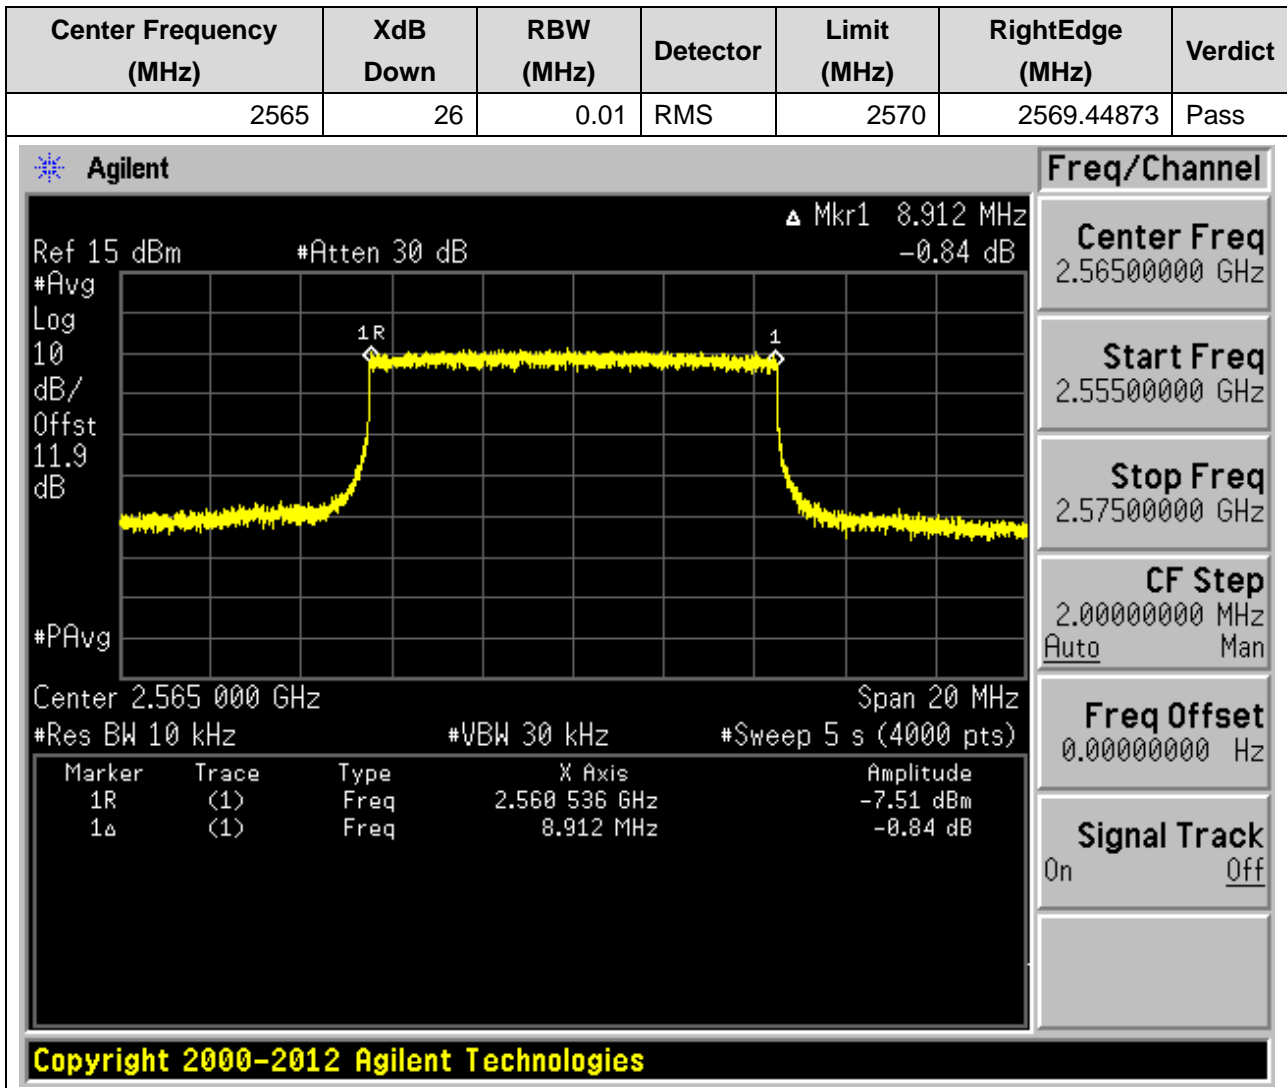 Center Frequency (MHz) XdB Down RBW (MHz) Detector Limit (MHz) RightEdge (MHz) Verdict
2565 26 0.01 RMS 2570 2569.44873 Pass
Agilent
Δ Mkr1 8.912 MHz
Ref 15 dBm #Atten 30 dB -0.84 dB
#Avg
Log
10
dB/
Offst
11.9
dB
1R
1
#PAvg
Center 2.565 000 GHz Span 20 MHz
#Res BW 10 kHz #VBW 30 kHz #Sweep 5 s (4000 pts)
Marker Trace Type X Axis Amplitude
1R (1) Freq 2.560 536 GHz -7.51 dBm
1Δ (1) Freq 8.912 MHz -0.84 dB
Freq/Channel
Center Freq
2.56500000 GHz
Start Freq
2.55500000 GHz
Stop Freq
2.57500000 GHz
CF Step
2.00000000 MHz
Auto Man
Freq Offset
0.00000000 Hz
Signal Track
On Off
Copyright 2000-2012 Agilent Technologies